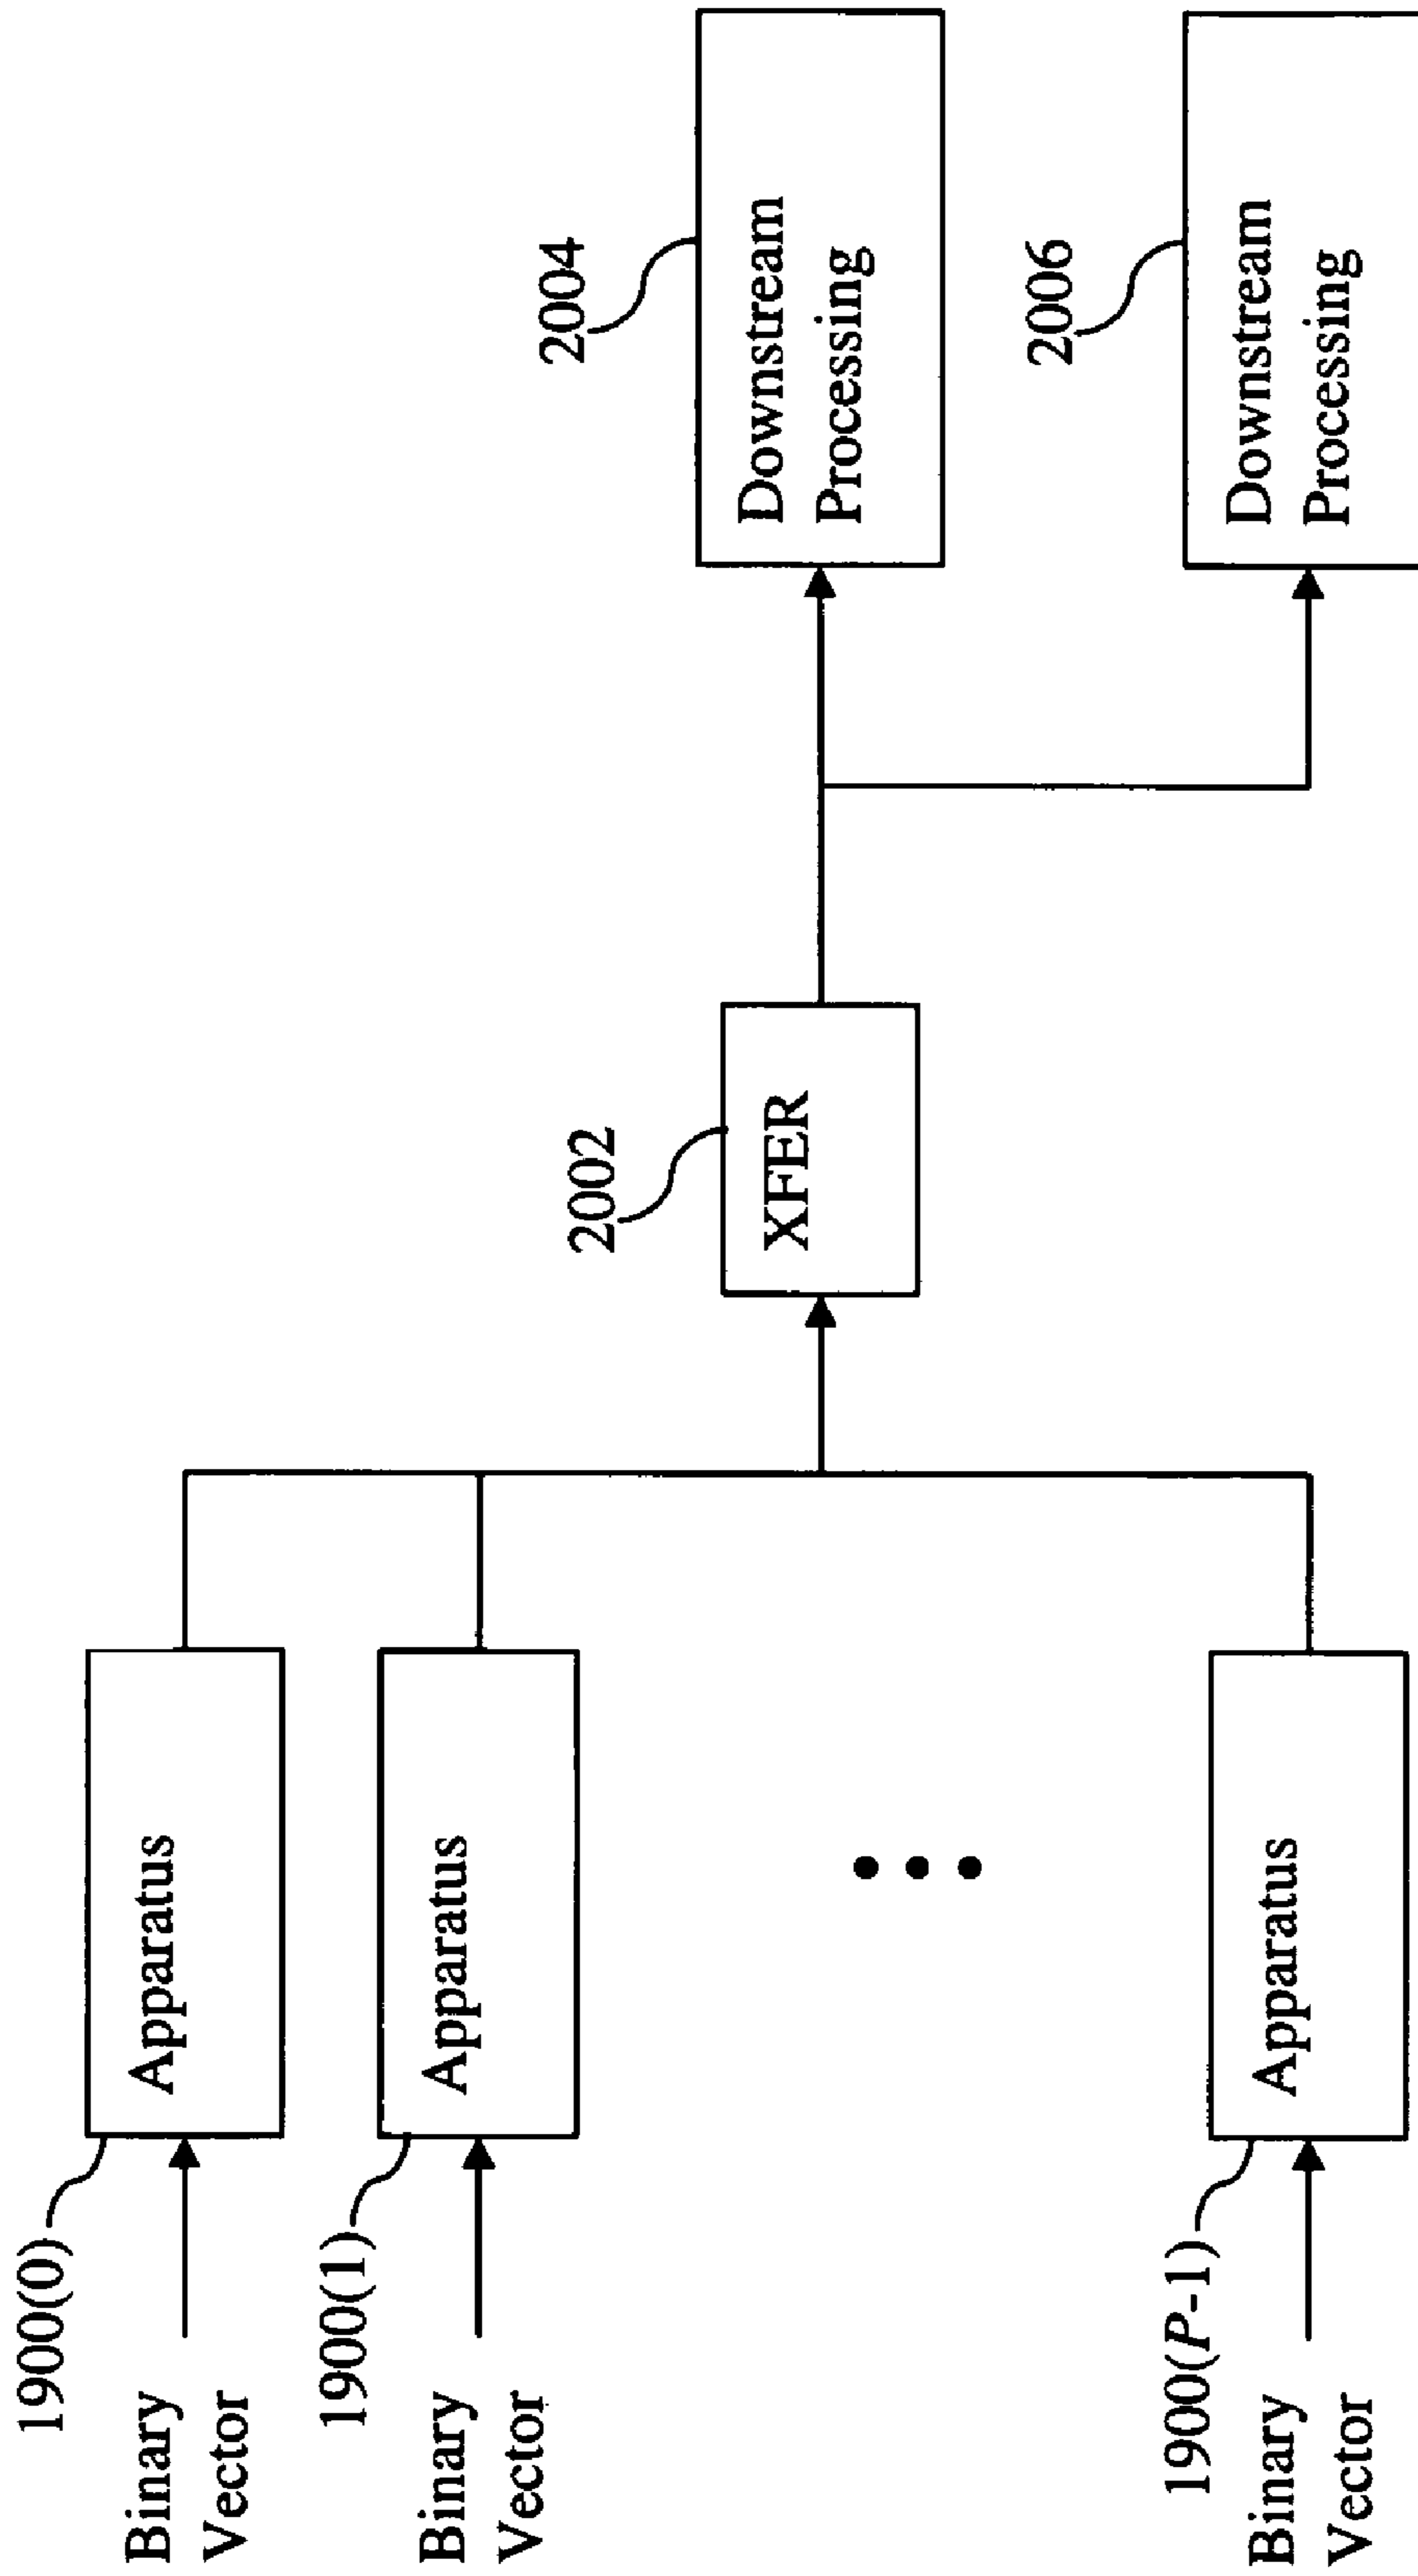 1900(0)
Binary
Vector
Apparatus
1900(1)
Binary
Vector
Apparatus
1900(P-1)
Binary
Vector
Apparatus
2002
XFER
2004
Downstream
Processing
2006
Downstream
Processing